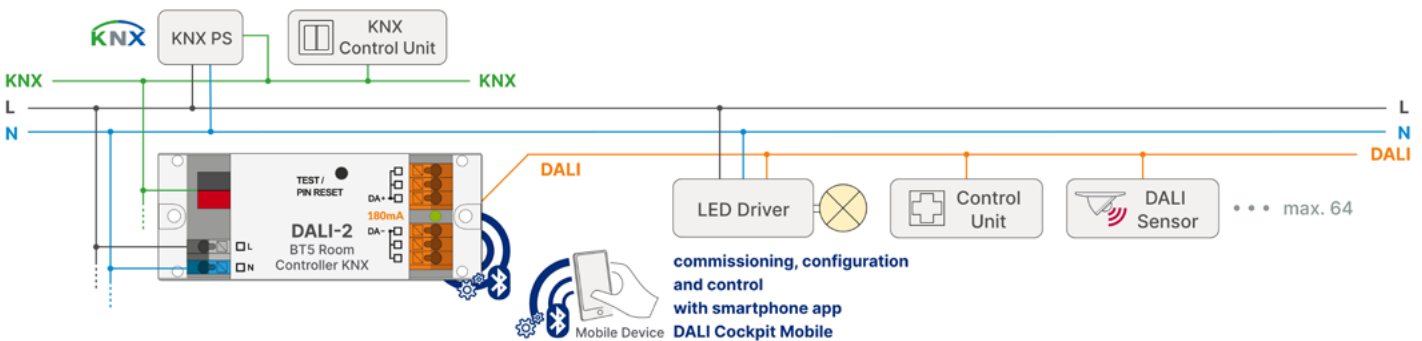 KNX
KNX PS
KNX
Control Unit
KNX
KNX
L
L
N
N
DALI
DALI
TEST /
PIN RESET
DA+
180mA
DA-
DALI-2
BT5 Room
Controller KNX
L
N
LED Driver
Control
Unit
DALI
Sensor
• • • max. 64
commissioning, configuration
and control
with smartphone app
DALI Cockpit Mobile
Mobile Device